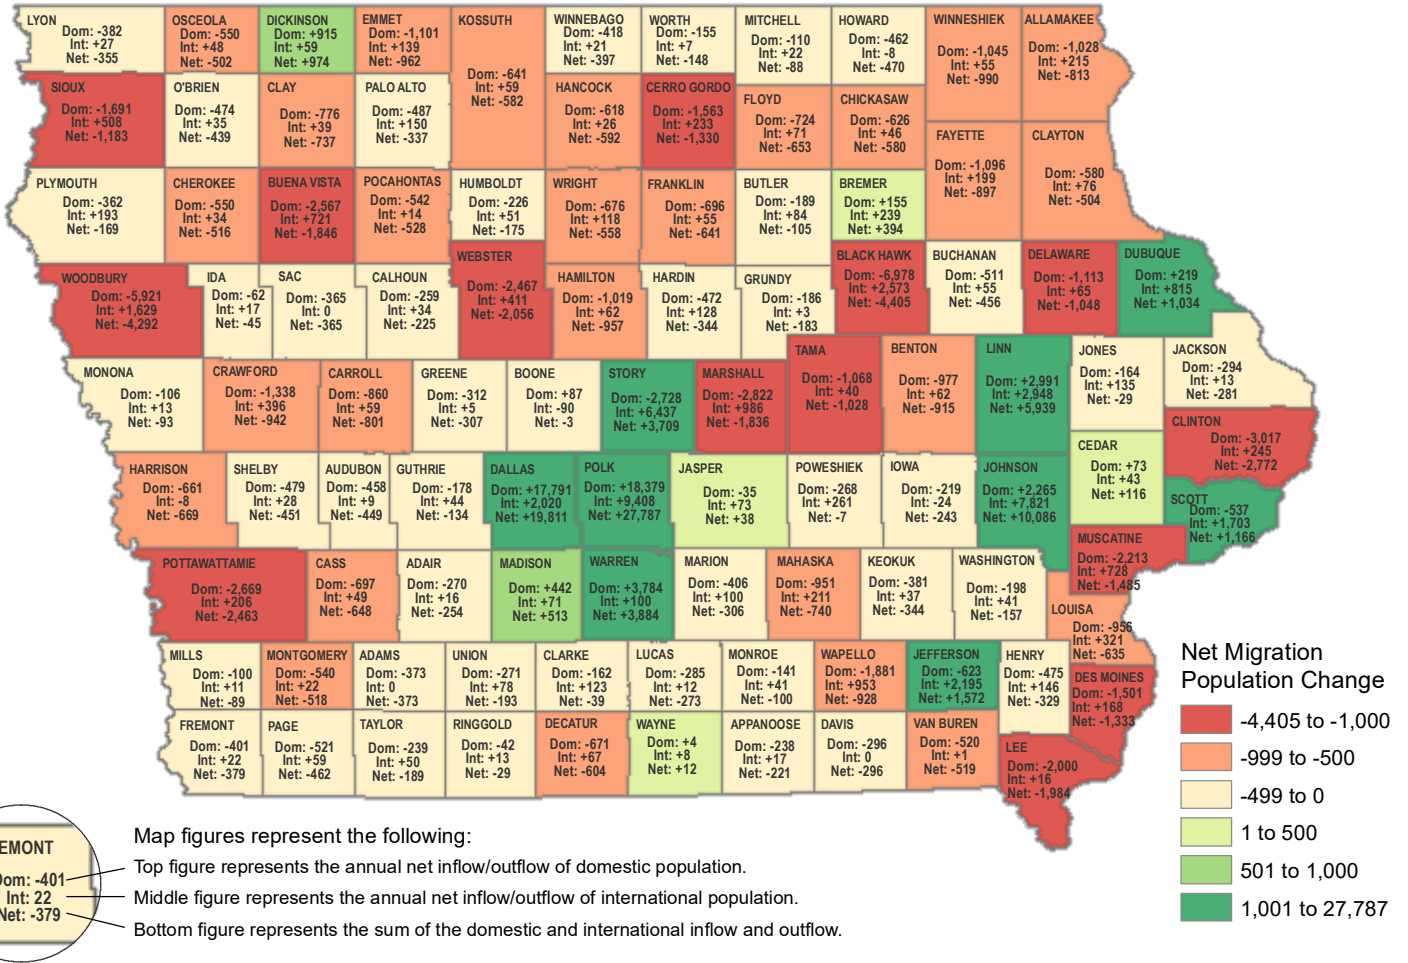 LYON
Dom: -382
Int: +27
Net: -355
OSCEOLA
Dom: -550
Int: +48
Net: -502
DICKINSON
Dom: +915
Int: +59
Net: +974
EMMET
Dom: -1,101
Int: +139
Net: -962
KOSSUTH
Dom: -641
Int: +59
Net: -582
WINNEBAGO
Dom: -418
Int: +21
Net: -397
WORTH
Dom: -155
Int: +7
Net: -148
MITCHELL
Dom: -110
Int: +22
Net: -88
HOWARD
Dom: -462
Int: -8
Net: -470
WINNESHIEK
Dom: -1,045
Int: +55
Net: -990
ALLAMAKEE
Dom: -1,028
Int: +215
Net: -813
SIOUX
Dom: -1,691
Int: +508
Net: -1,183
O'BRIEN
Dom: -474
Int: +35
Net: -439
CLAY
Dom: -776
Int: +39
Net: -737
PALO ALTO
Dom: -487
Int: +150
Net: -337
HANCOCK
Dom: -618
Int: +26
Net: -592
CERRO GORDO
Dom: -1,563
Int: +233
Net: -1,330
FLOYD
Dom: -724
Int: +71
Net: -653
CHICKASAW
Dom: -626
Int: +46
Net: -580
FAYETTE
Dom: -1,096
Int: +199
Net: -897
CLAYTON
Dom: -580
Int: +76
Net: -504
PLYMOUTH
Dom: -362
Int: +193
Net: -169
CHEROKEE
Dom: -550
Int: +34
Net: -516
BUENA VISTA
Dom: -2,567
Int: +721
Net: -1,846
POCAHONTAS
Dom: -542
Int: +14
Net: -528
HUMBOLDT
Dom: -226
Int: +51
Net: -175
WRIGHT
Dom: -676
Int: +118
Net: -558
FRANKLIN
Dom: -696
Int: +55
Net: -641
BUTLER
Dom: -189
Int: +84
Net: -105
BREMER
Dom: +155
Int: +239
Net: +394
WOODBURY
Dom: -5,921
Int: +1,629
Net: -4,292
IDA
Dom: -62
Int: +17
Net: -45
SAC
Dom: -365
Int: 0
Net: -365
CALHOUN
Dom: -259
Int: +34
Net: -225
WEBSTER
Dom: -2,467
Int: +411
Net: -2,056
HAMILTON
Dom: -1,019
Int: +62
Net: -957
HARDIN
Dom: -472
Int: +128
Net: -344
GRUNDY
Dom: -186
Int: +3
Net: -183
BLACK HAWK
Dom: -6,978
Int: +2,573
Net: -4,405
BUCHANAN
Dom: -511
Int: +55
Net: -456
DELAWARE
Dom: -1,113
Int: +65
Net: -1,048
DUBUQUE
Dom: +219
Int: +815
Net: +1,034
MONONA
Dom: -106
Int: +13
Net: -93
CRAWFORD
Dom: -1,338
Int: +396
Net: -942
CARROLL
Dom: -860
Int: +59
Net: -801
GREENE
Dom: -312
Int: +5
Net: -307
BOONE
Dom: +87
Int: -90
Net: -3
STORY
Dom: -2,728
Int: +6,437
Net: +3,709
MARSHALL
Dom: -2,822
Int: +986
Net: -1,836
TAMA
Dom: -1,068
Int: +40
Net: -1,028
BENTON
Dom: -977
Int: +62
Net: -915
LINN
Dom: +2,991
Int: +2,948
Net: +5,939
JONES
Dom: -164
Int: +135
Net: -29
JACKSON
Dom: -294
Int: +13
Net: -281
CLINTON
Dom: -3,017
Int: +245
Net: -2,772
HARRISON
Dom: -661
Int: -8
Net: -669
SHELBY
Dom: -479
Int: +28
Net: -451
AUDUBON
Dom: -458
Int: +9
Net: -449
GUTHRIE
Dom: -178
Int: +44
Net: -134
DALLAS
Dom: +17,791
Int: +2,020
Net: +19,811
POLK
Dom: +18,379
Int: +9,408
Net: +27,787
JASPER
Dom: -35
Int: +73
Net: +38
POWESHIEK
Dom: -268
Int: +261
Net: -7
IOWA
Dom: -219
Int: -24
Net: -243
JOHNSON
Dom: +2,265
Int: +7,821
Net: +10,086
CEDAR
Dom: +73
Int: +43
Net: +116
SCOTT
Dom: -537
Int: +1,703
Net: +1,166
MUSCATINE
Dom: -2,213
Int: +728
Net: -1,485
POTTAWATTAMIE
Dom: -2,669
Int: +206
Net: -2,463
CASS
Dom: -697
Int: +49
Net: -648
ADAIR
Dom: -270
Int: +16
Net: -254
MADISON
Dom: +442
Int: +71
Net: +513
WARREN
Dom: +3,784
Int: +100
Net: +3,884
MARION
Dom: -406
Int: +100
Net: -306
MAHASKA
Dom: -951
Int: +211
Net: -740
KEOKUK
Dom: -381
Int: +37
Net: -344
WASHINGTON
Dom: -198
Int: +41
Net: -157
LOUISA
Dom: -956
Int: +321
Net: -635
MILLS
Dom: -100
Int: +11
Net: -89
MONTGOMERY
Dom: -540
Int: +22
Net: -518
ADAMS
Dom: -373
Int: 0
Net: -373
UNION
Dom: -271
Int: +78
Net: -193
CLARKE
Dom: -162
Int: +123
Net: -39
LUCAS
Dom: -285
Int: +12
Net: -273
MONROE
Dom: -141
Int: +41
Net: -100
WAPELLO
Dom: -1,881
Int: +953
Net: -928
JEFFERSON
Dom: -623
Int: +2,195
Net: +1,572
HENRY
Dom: -475
Int: +146
Net: -329
DES MOINES
Dom: -1,501
Int: +168
Net: -1,333
FREMONT
Dom: -401
Int: +22
Net: -379
PAGE
Dom: -521
Int: +59
Net: -462
TAYLOR
Dom: -239
Int: +50
Net: -189
RINGGOLD
Dom: -42
Int: +13
Net: -29
DECATUR
Dom: -671
Int: +67
Net: -604
WAYNE
Dom: +4
Int: +8
Net: +12
APPANOOSE
Dom: -238
Int: +17
Net: -221
DAVIS
Dom: -296
Int: 0
Net: -296
VAN BUREN
Dom: -520
Int: +1
Net: -519
LEE
Dom: -2,000
Int: +16
Net: -1,984
Net Migration
Population Change
-4,405 to -1,000
-999 to -500
-499 to 0
1 to 500
501 to 1,000
1,001 to 27,787
EMONT
Dom: -401
Int: 22
Net: -379
Map figures represent the following:
Top figure represents the annual net inflow/outflow of domestic population.
Middle figure represents the annual net inflow/outflow of international population.
Bottom figure represents the sum of the domestic and international inflow and outflow.